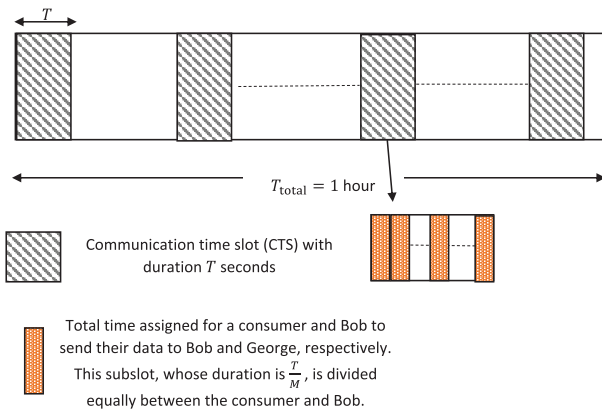 T
T_total = 1 hour
Communication time slot (CTS) with
duration T seconds
Total time assigned for a consumer and Bob to
send their data to Bob and George, respectively.
This subslot, whose duration is T/M, is divided
equally between the consumer and Bob.